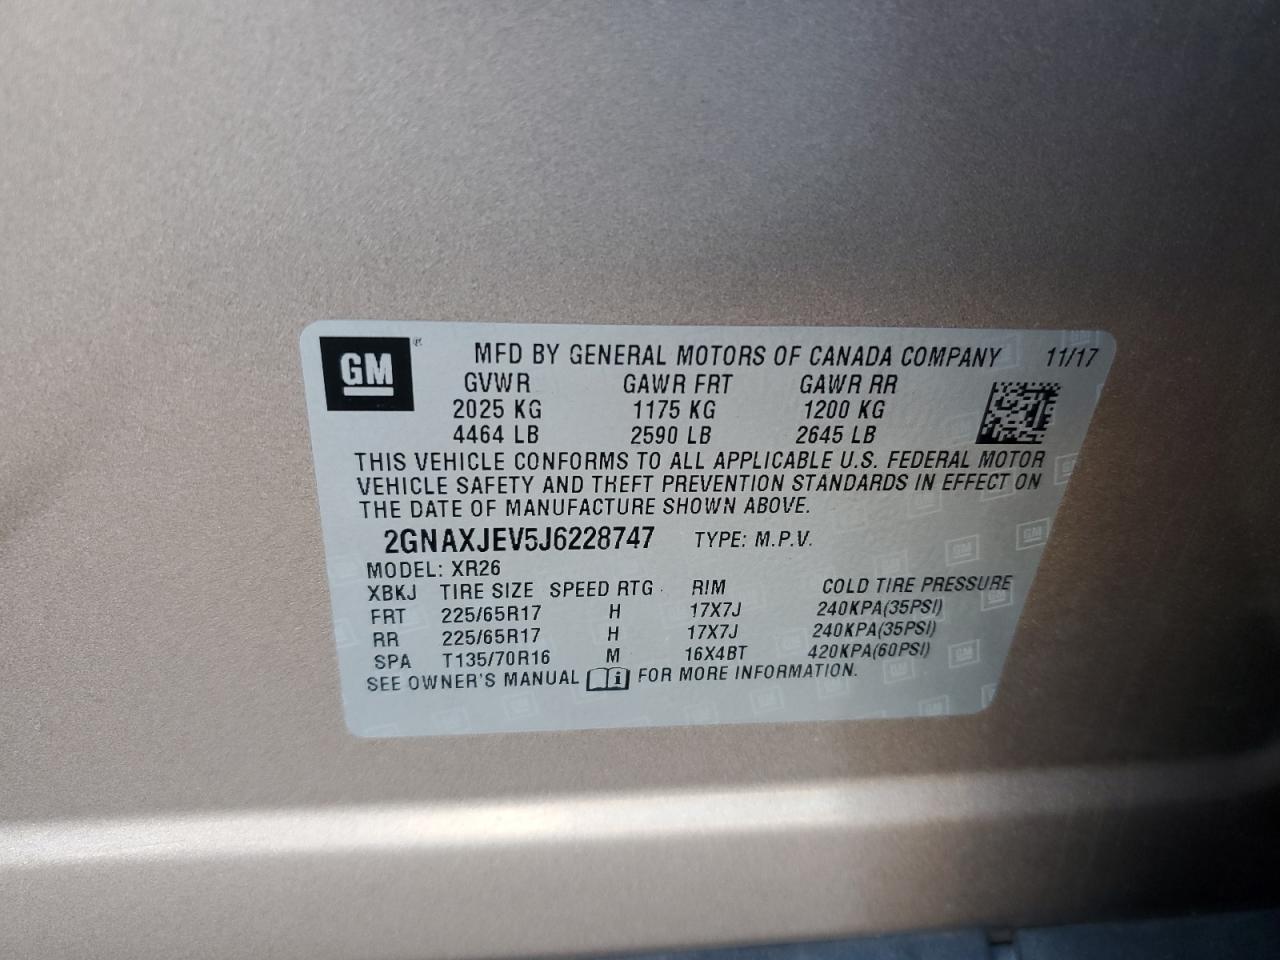 GM ®
MFD BY GENERAL MOTORS OF CANADA COMPANY 11/17
GVWR GAWR FRT GAWR RR
2025 KG 1175 KG 1200 KG
4464 LB 2590 LB 2645 LB
THIS VEHICLE CONFORMS TO ALL APPLICABLE U.S. FEDERAL MOTOR
VEHICLE SAFETY AND THEFT PREVENTION STANDARDS IN EFFECT ON
THE DATE OF MANUFACTURE SHOWN ABOVE.
2GNAXJEV5J6228747 TYPE: M.P.V.
MODEL: XR26
XBKJ TIRE SIZE SPEED RTG RIM COLD TIRE PRESSURE
FRT 225/65R17 H 17X7J 240KPA(35PSI)
RR 225/65R17 H 17X7J 240KPA(35PSI)
SPA T135/70R16 M 16X4BT 420KPA(60PSI)
SEE OWNER'S MANUAL FOR MORE INFORMATION.